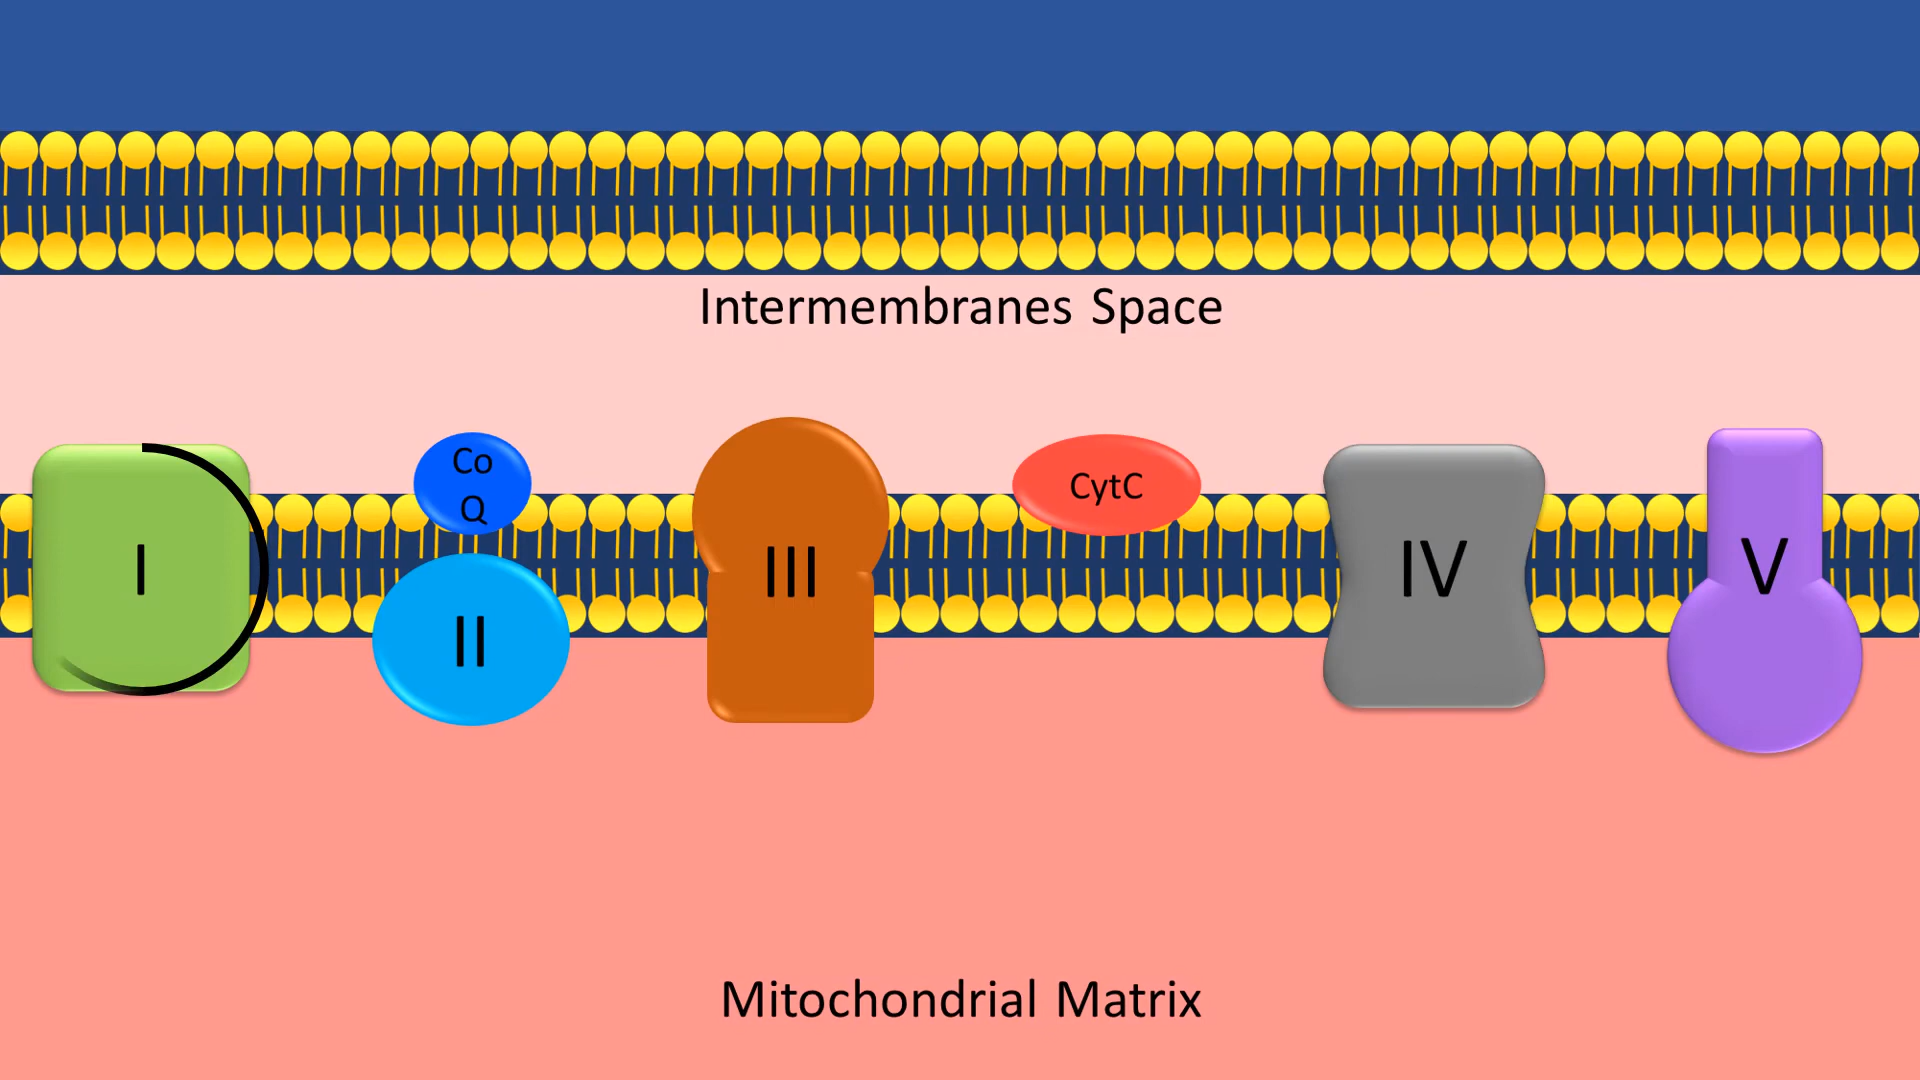 Intermembranes Space
Co
Q
CytC
I
II
III
IV
V
Mitochondrial Matrix